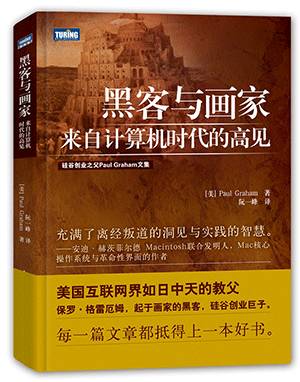 TURING
黑客与画家
来自计算机时代的高见
硅谷创业之父Paul Graham文集
[美] Paul Graham 著
阮一峰 译
充满了离经叛道的洞见与实践的智慧。
——安迪·赫茨菲尔德 Macintosh联合发明人，Mac核心
操作系统与革命性界面的作者
美国互联网界如日中天的教父
保罗·格雷厄姆，起于画家的黑客，硅谷创业巨子。
每一篇文章都抵得上一本好书。
黑客与画家
来自计算机
时代的高见
[美] Paul Graham 著
阮一峰 译